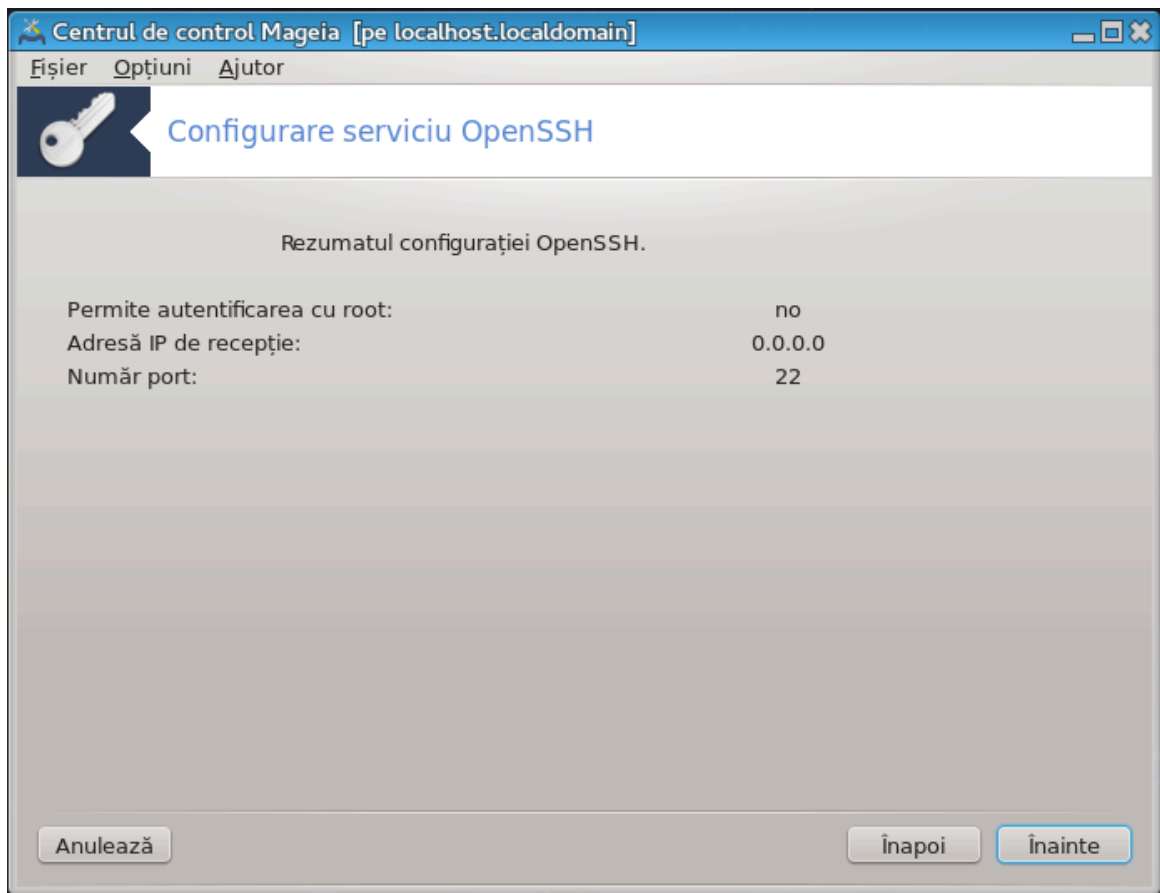 Centrul de control Mageia [pe localhost.localdomain]
Fișier Opțiuni Ajutor
Configurare serviciu OpenSSH
Rezumatul configurației OpenSSH.
Permite autentificarea cu root: no
Adresă IP de recepție: 0.0.0.0
Număr port: 22
Anulează Înapoi Înainte